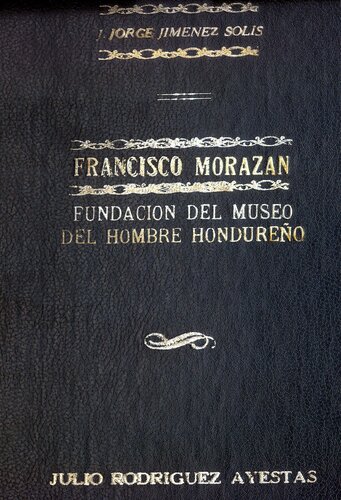 J. JORGE JIMENEZ SOLIS
FRANCISCO MORAZAN
FUNDACION DEL MUSEO
DEL HOMBRE HONDUREÑO
JULIO RODRIGUEZ AYESTAS